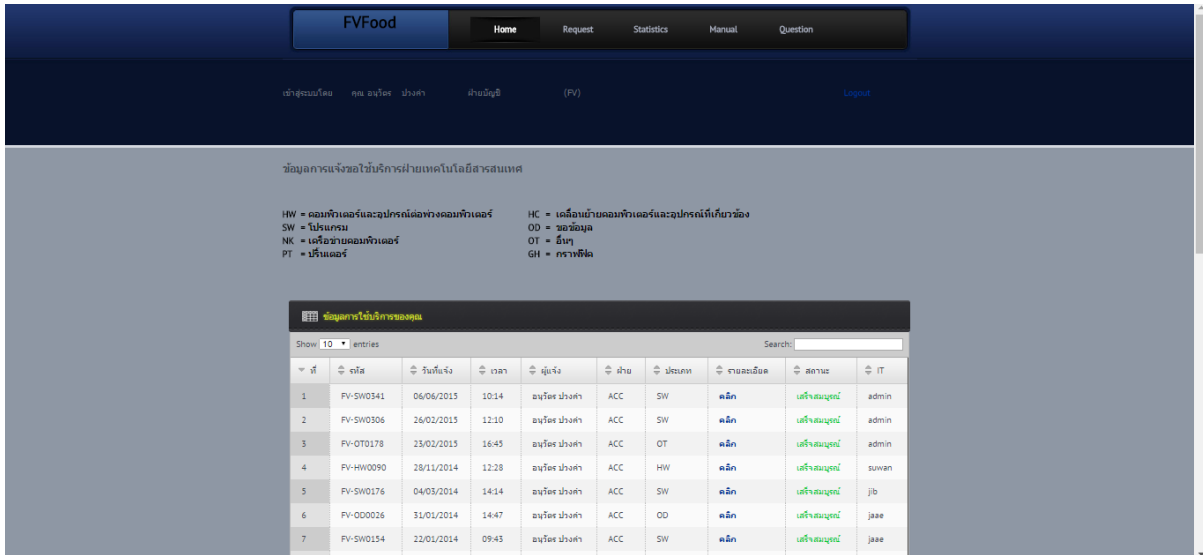 FVFood
Home Request Statistics Manual Question
เข้าสู่ระบบโดย คุณ อนุวัตร ปวงคำ ฝ่ายบัญชี (FV) Logout
ข้อมูลการแจ้งขอใช้บริการฝ่ายเทคโนโลยีสารสนเทศ
HW = คอมพิวเตอร์และอุปกรณ์ต่อพ่วงคอมพิวเตอร์ HC = เคลื่อนย้ายคอมพิวเตอร์และอุปกรณ์ที่เกี่ยวข้อง
SW = โปรแกรม OD = ขอข้อมูล
NK = เครือข่ายคอมพิวเตอร์ OT = อื่นๆ
PT = ปริ๊นเตอร์ GH = กราฟฟิค
ข้อมูลการใช้บริการของคุณ
Show 10 entries Search:
ที่ รหัส วันที่แจ้ง เวลา ผู้แจ้ง ฝ่าย ประเภท รายละเอียด สถานะ IT
1 FV-SW0341 06/06/2015 10:14 อนุวัตร ปวงคำ ACC SW คลิก เสร็จสมบูรณ์ admin
2 FV-SW0306 26/02/2015 12:10 อนุวัตร ปวงคำ ACC SW คลิก เสร็จสมบูรณ์ admin
3 FV-OT0178 23/02/2015 16:45 อนุวัตร ปวงคำ ACC OT คลิก เสร็จสมบูรณ์ admin
4 FV-HW0090 28/11/2014 12:28 อนุวัตร ปวงคำ ACC HW คลิก เสร็จสมบูรณ์ suwan
5 FV-SW0176 04/03/2014 14:14 อนุวัตร ปวงคำ ACC SW คลิก เสร็จสมบูรณ์ jib
6 FV-OD0026 31/01/2014 14:47 อนุวัตร ปวงคำ ACC OD คลิก เสร็จสมบูรณ์ jaae
7 FV-SW0154 22/01/2014 09:43 อนุวัตร ปวงคำ ACC SW คลิก เสร็จสมบูรณ์ jaae